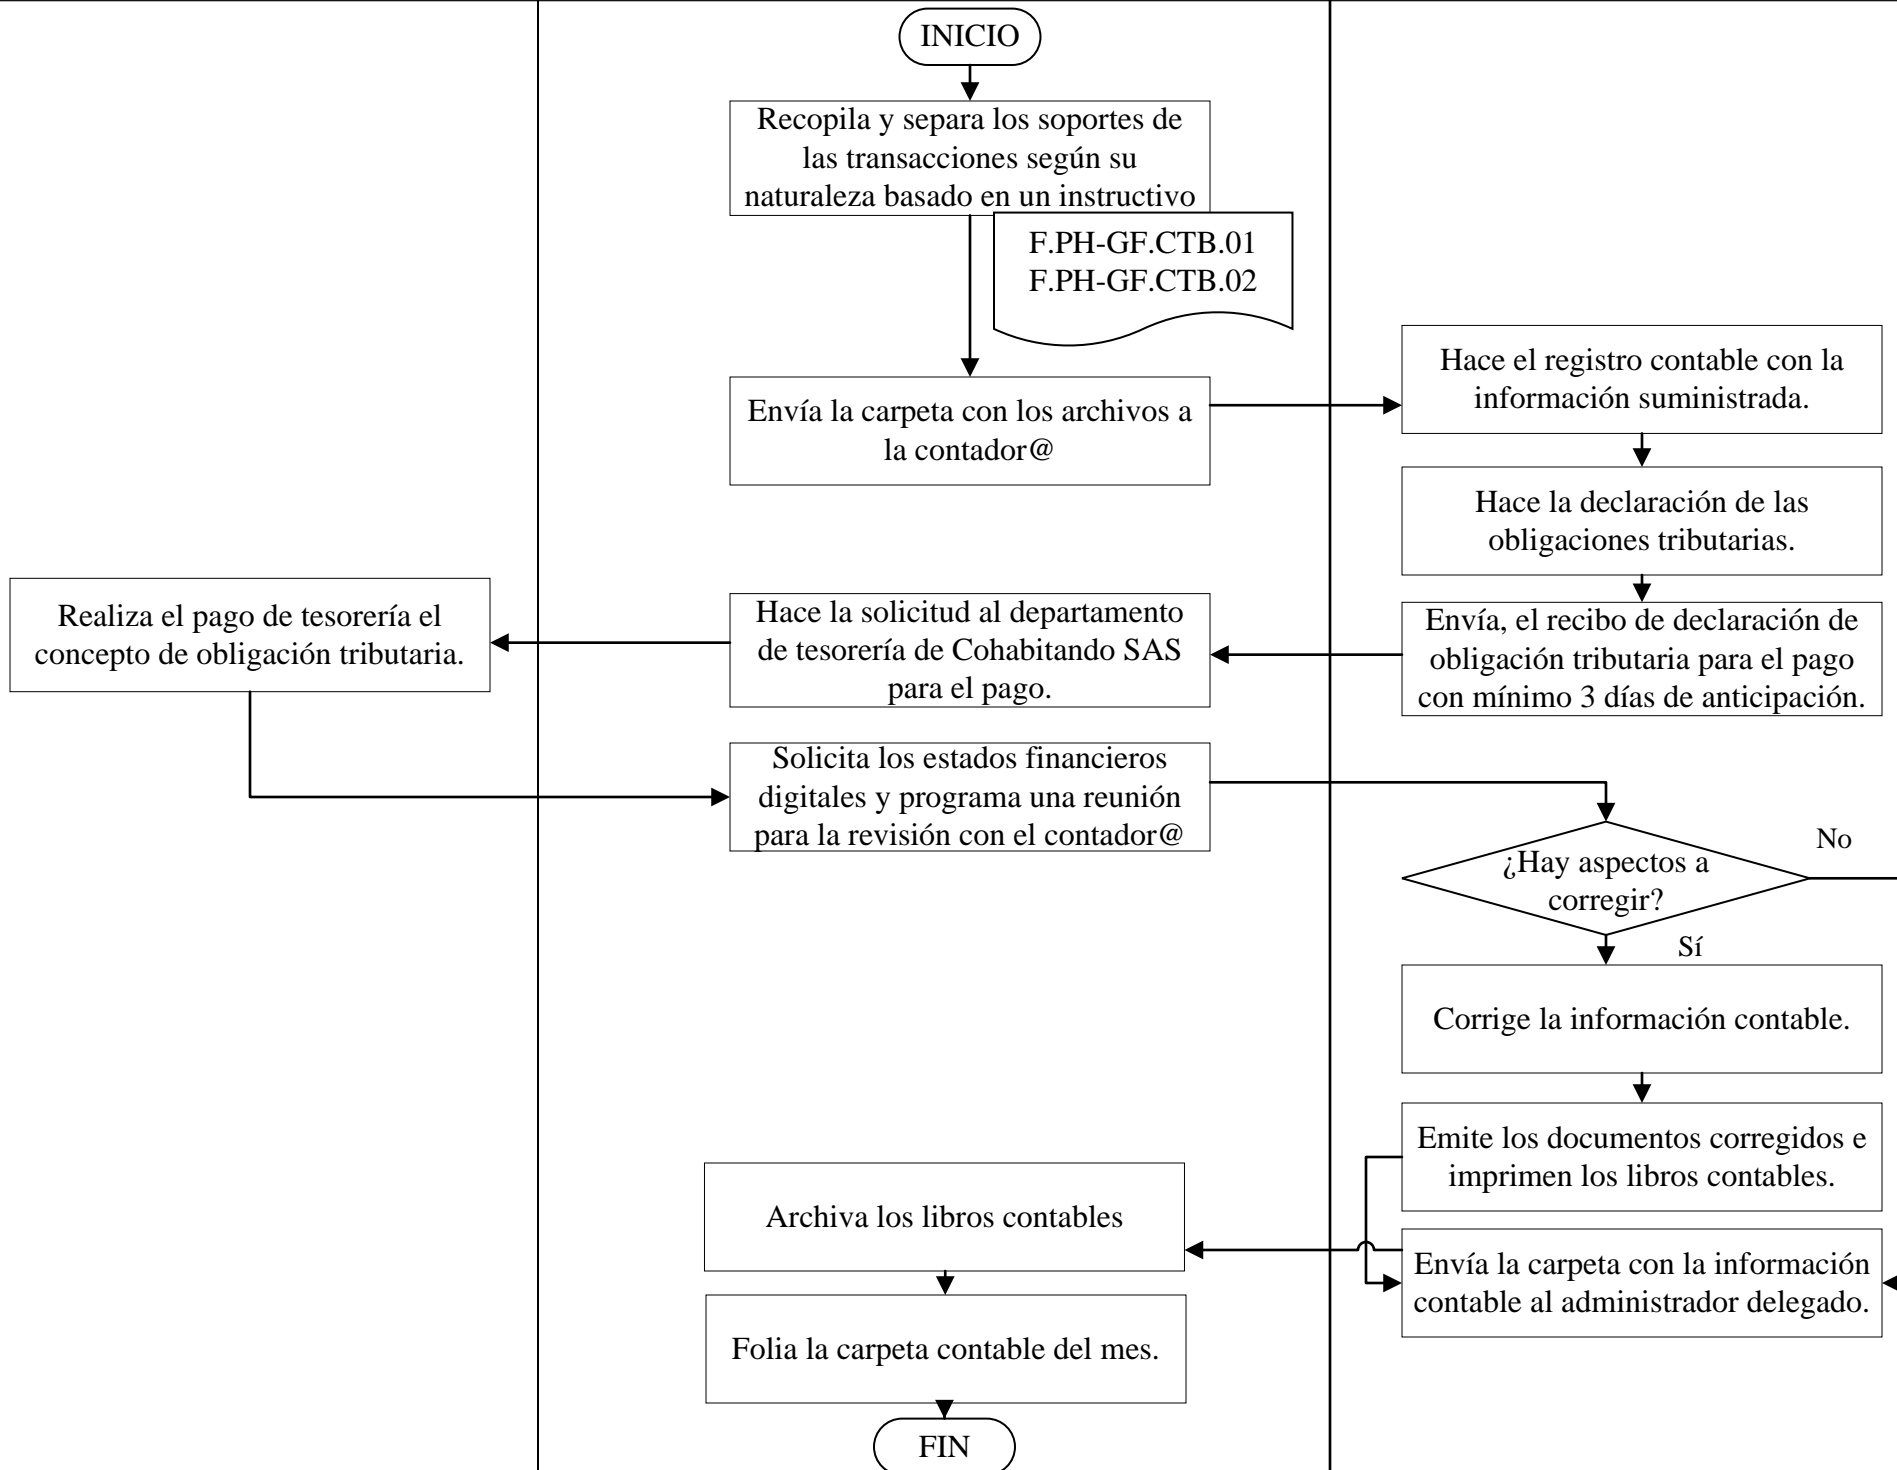 INICIO
Recopila y separa los soportes de
las transacciones según su
naturaleza basado en un instructivo
F.PH-GF.CTB.01
F.PH-GF.CTB.02
Envía la carpeta con los archivos a
la contador@
Hace el registro contable con la
información suministrada.
Hace la declaración de las
obligaciones tributarias.
Envía, el recibo de declaración de
obligación tributaria para el pago
con mínimo 3 días de anticipación.
Hace la solicitud al departamento
de tesorería de Cohabitando SAS
para el pago.
Realiza el pago de tesorería el
concepto de obligación tributaria.
Solicita los estados financieros
digitales y programa una reunión
para la revisión con el contador@
¿Hay aspectos a
corregir?
No
Sí
Corrige la información contable.
Emite los documentos corregidos e
imprimen los libros contables.
Envía la carpeta con la información
contable al administrador delegado.
Archiva los libros contables
Folia la carpeta contable del mes.
FIN